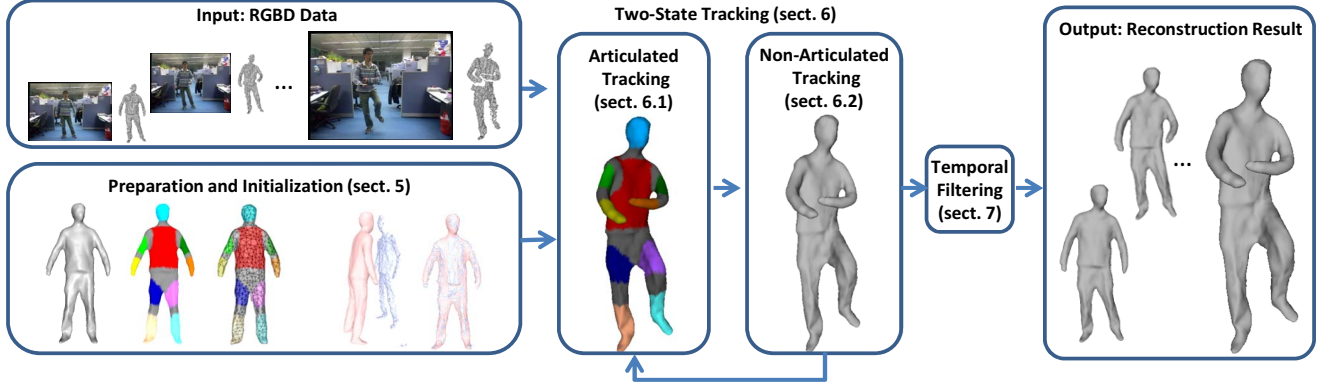 Input: RGBD Data
...
Preparation and Initialization (sect. 5)
Two-State Tracking (sect. 6)
Articulated
Tracking
(sect. 6.1)
Non-Articulated
Tracking
(sect. 6.2)
Temporal
Filtering
(sect. 7)
Output: Reconstruction Result
...